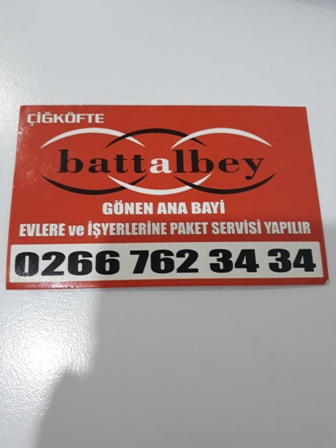 ÇİĞKÖFTE
battalbey
GÖNEN ANA BAYİ
EVLERE ve İŞYERLERİNE PAKET SERVİSİ YAPILIR
0266 762 34 34